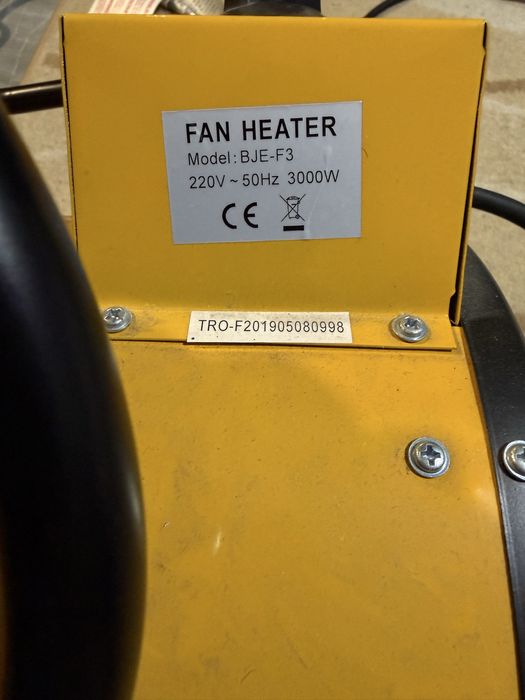 FAN HEATER
Model: BJE-F3
220V ~ 50Hz 3000W
CE
TRO-F201905080998